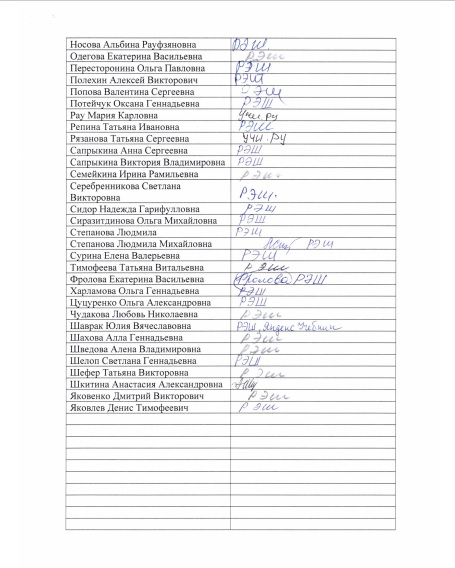 Носова Альбина Рауфзяновна РЭШ
Одегова Екатерина Васильевна РЭШ
Пересторонина Ольга Павловна РЭШ
Полехин Алексей Викторович РЭШ
Попова Валентина Сергеевна РЭШ
Потейчук Оксана Геннадьевна РЭШ
Рау Мария Карловна Учи.ру
Репина Татьяна Ивановна РЭШ
Рязанова Татьяна Сергеевна Учи.ру
Сапрыкина Анна Сергеевна РЭШ
Сапрыкина Виктория Владимировна РЭШ
Семейкина Ирина Рамильевна РЭШ
Серебренникова Светлана
Викторовна РЭШ.
Сидор Надежда Гарифулловна РЭШ
Сиразитдинова Ольга Михайловна РЭШ
Степанова Людмила РЭШ
Степанова Людмила Михайловна РЭШ
Сурина Елена Валерьевна РЭШ
Тимофеева Татьяна Витальевна РЭШ
Фролова Екатерина Васильевна Фролова РЭШ
Харламова Ольга Геннадьевна РЭШ
Цуцуренко Ольга Александровна РЭШ
Чудакова Любовь Николаевна РЭШ
Шаврак Юлия Вячеславовна РЭШ, Яндекс Учебник
Шахова Алла Геннадьевна РЭШ
Шведова Алена Владимировна РЭШ
Шелоп Светлана Геннадьевна РЭШ
Шефер Татьяна Викторовна РЭШ
Шкитина Анастасия Александровна
Яковенко Дмитрий Викторович РЭШ
Яковлев Денис Тимофеевич РЭШ